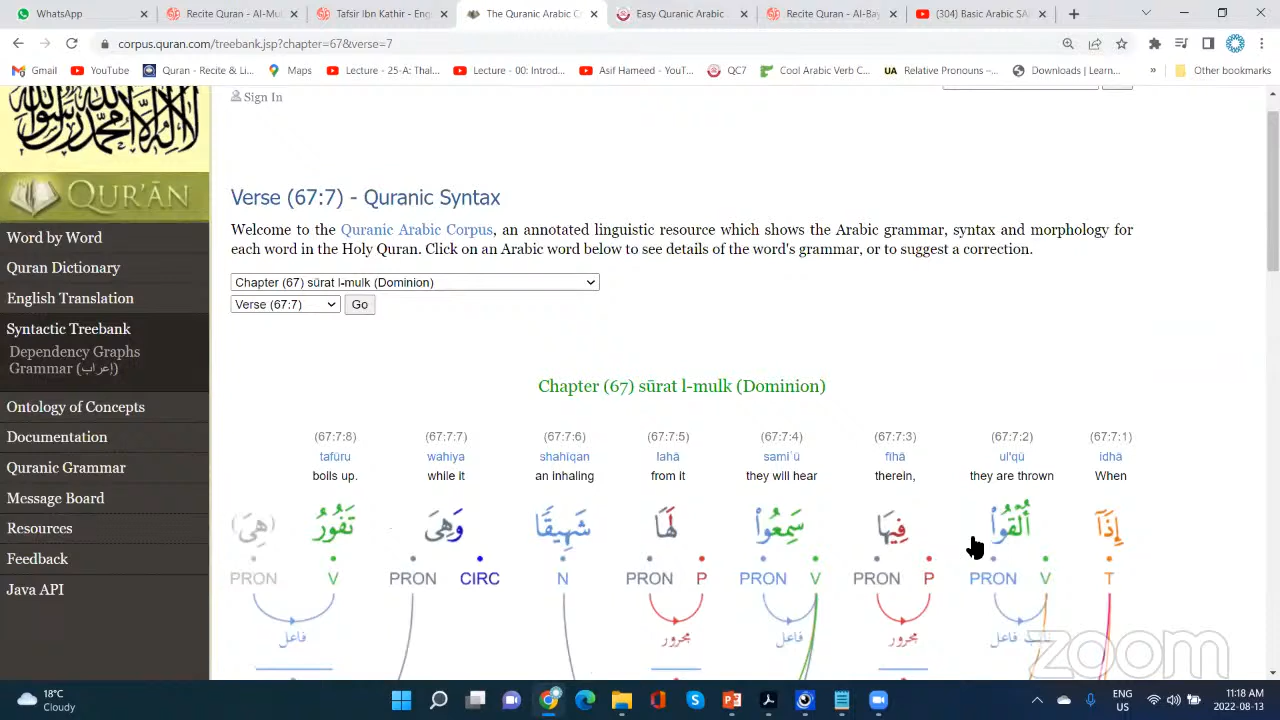 WhatsApp
Recite Quran - Al-Mul
Tafsir Ibn Kathir - Eng
The Quranic Arabic C
Easy Quranic Arabic
Recite Quran - Al-Bay
(304) Basic Arabic SA
corpus.quran.com/treebank.jsp?chapter=67&verse=7
Gmail
YouTube
Quran - Recite & Li...
Maps
Lecture - 25-A: Thal...
Lecture - 00: Introd...
Asif Hameed - YouT...
QC7
Cool Arabic Verb C...
UA Relative Pronouns –...
Downloads | Learn...
»
Other bookmarks
Sign In
QUR'ĀN
Word by Word
Quran Dictionary
English Translation
Syntactic Treebank
Dependency Graphs
Grammar (إعراب)
Ontology of Concepts
Documentation
Quranic Grammar
Message Board
Resources
Feedback
Java API
Verse (67:7) - Quranic Syntax
Welcome to the Quranic Arabic Corpus, an annotated linguistic resource which shows the Arabic grammar, syntax and morphology for
each word in the Holy Quran. Click on an Arabic word below to see details of the word's grammar, or to suggest a correction.
Chapter (67) sūrat l-mulk (Dominion)
Verse (67:7) Go
Chapter (67) sūrat l-mulk (Dominion)
(67:7:8) (67:7:7) (67:7:6) (67:7:5) (67:7:4) (67:7:3) (67:7:2) (67:7:1)
tafūru wahiya shahīqan lahā samiʿū fīhā ul'qū idhā
boils up. while it an inhaling from it they will hear therein, they are thrown When
إِذَآ أُلْقُوا۟ فِيهَا سَمِعُوا۟ لَهَا شَهِيقًا وَهِىَ تَفُورُ (هِىَ)
PRON V PRON CIRC N PRON P PRON V PRON P PRON V T
فاعل مجرور فاعل مجرور نائب فاعل
zoom
18°C
Cloudy
ENG
US
11:18 AM
2022-08-13